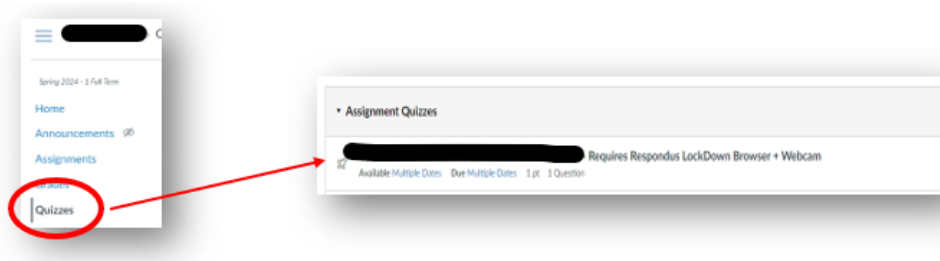 Spring 2024 - 1 Full Term
Home
Announcements
Assignments
Grades
Quizzes
Assignment Quizzes
Requires Respondus LockDown Browser + Webcam
Available Multiple Dates Due Multiple Dates 1 pt 1 Question